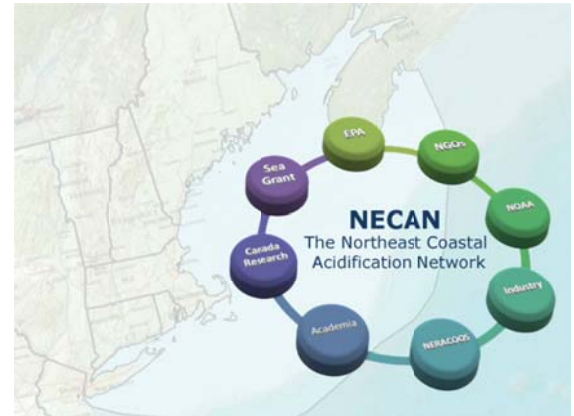 EPA
NGOs
Sea
Grant
NOAA
NECAN
The Northeast Coastal
Acidification Network
Canada
Research
Industry
Academia
NERACOOS